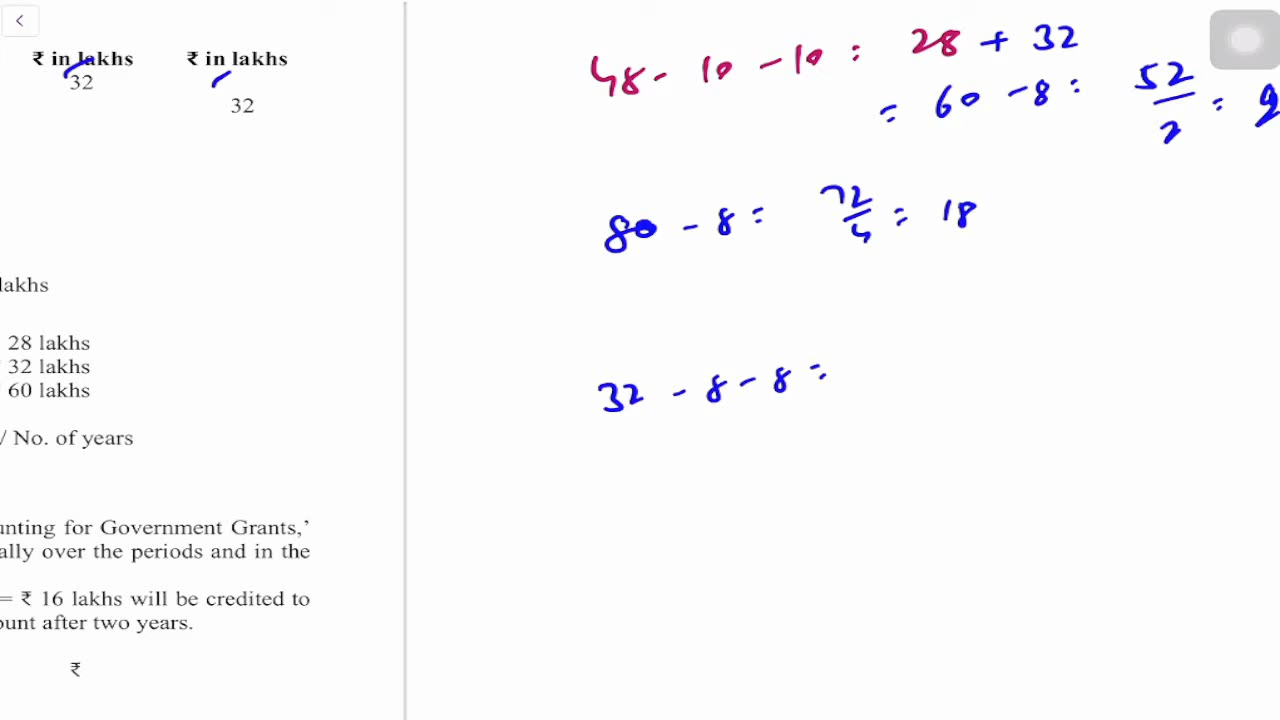 ₹ in lakhs ₹ in lakhs
32
32
lakhs
28 lakhs
32 lakhs
60 lakhs
/ No. of years
unting for Government Grants,’
ally over the periods and in the
= ₹ 16 lakhs will be credited to
ount after two years.
₹
48 - 10 - 10 = 28 + 32
= 60 - 8 = 52/2 =
80 - 8 = 72/4 = 18
32 - 8 - 8 =